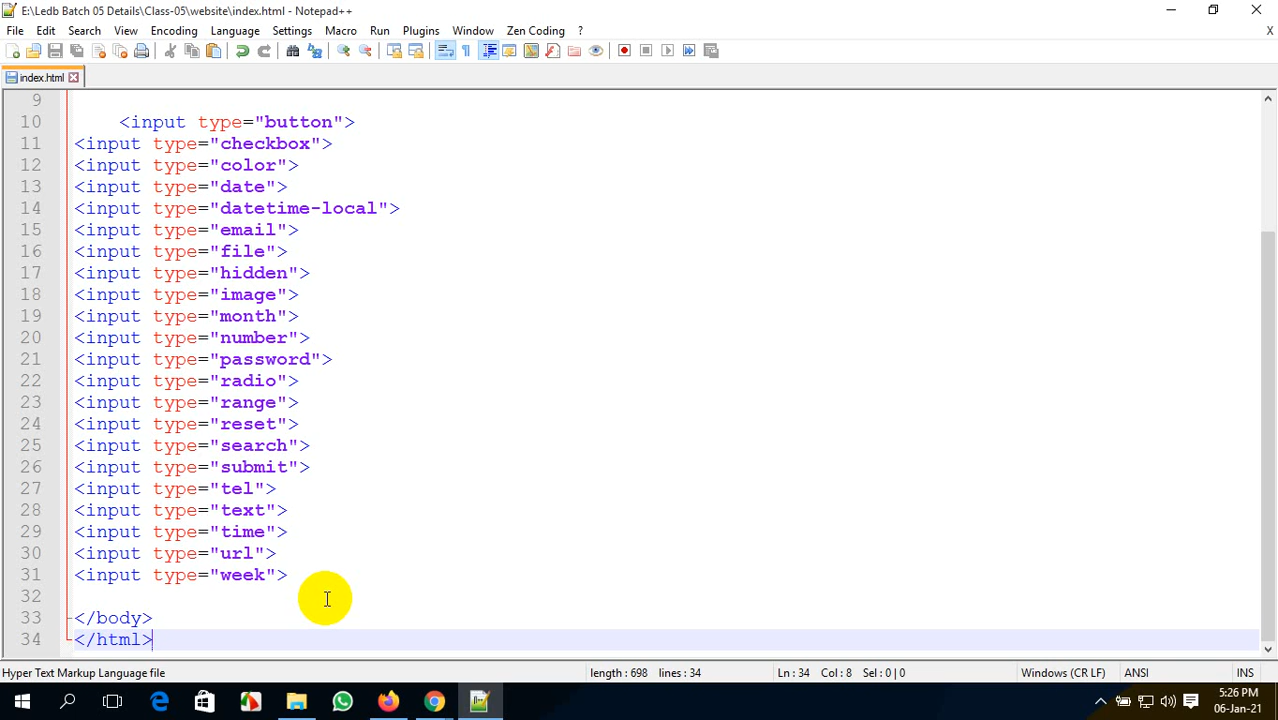 E:\Ledb Batch 05 Details\Class-05\website\index.html - Notepad++
File Edit Search View Encoding Language Settings Macro Run Plugins Window Zen Coding ? X
index.html
9
10 <input type="button">
11 <input type="checkbox">
12 <input type="color">
13 <input type="date">
14 <input type="datetime-local">
15 <input type="email">
16 <input type="file">
17 <input type="hidden">
18 <input type="image">
19 <input type="month">
20 <input type="number">
21 <input type="password">
22 <input type="radio">
23 <input type="range">
24 <input type="reset">
25 <input type="search">
26 <input type="submit">
27 <input type="tel">
28 <input type="text">
29 <input type="time">
30 <input type="url">
31 <input type="week">
32
33 </body>
34 </html>
Hyper Text Markup Language file length : 698 lines : 34 Ln : 34 Col : 8 Sel : 0 | 0 Windows (CR LF) ANSI INS
5:26 PM
06-Jan-21